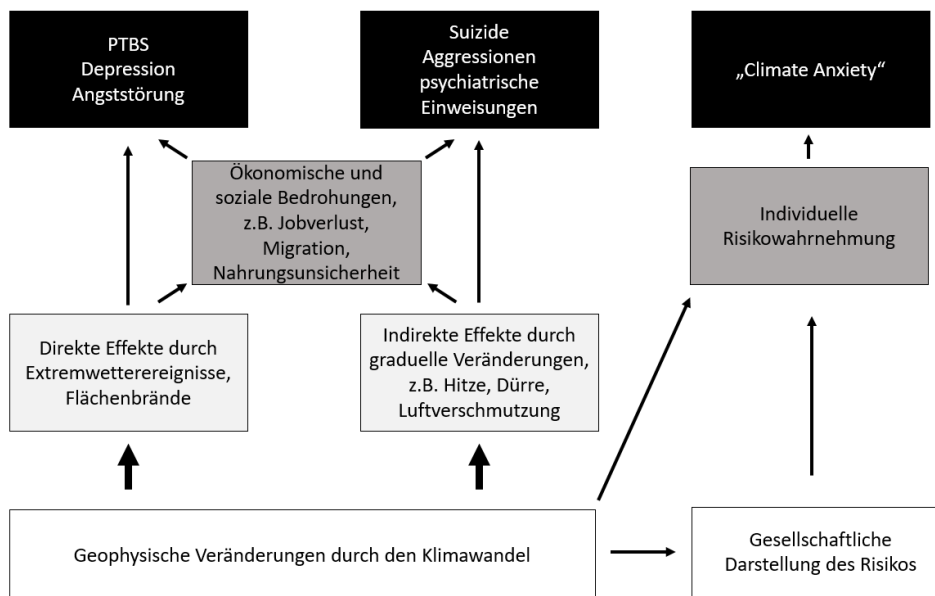 PTBS
Depression
Angststörung
Suizide
Aggressionen
psychiatrische
Einweisungen
„Climate Anxiety“
Ökonomische und
soziale Bedrohungen,
z.B. Jobverlust,
Migration,
Nahrungsunsicherheit
Individuelle
Risikowahrnehmung
Direkte Effekte durch
Extremwetterereignisse,
Flächenbrände
Indirekte Effekte durch
graduelle Veränderungen,
z.B. Hitze, Dürre,
Luftverschmutzung
Geophysische Veränderungen durch den Klimawandel
Gesellschaftliche
Darstellung des Risikos